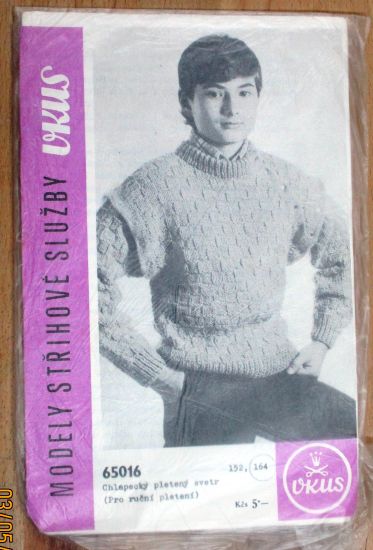 MODELY STŘIHOVÉ SLUŽBY vkus
65016
152, 164
Chlapecký pletený svetr
(Pro ruční pletení)
Kčs 5·—
VKUS